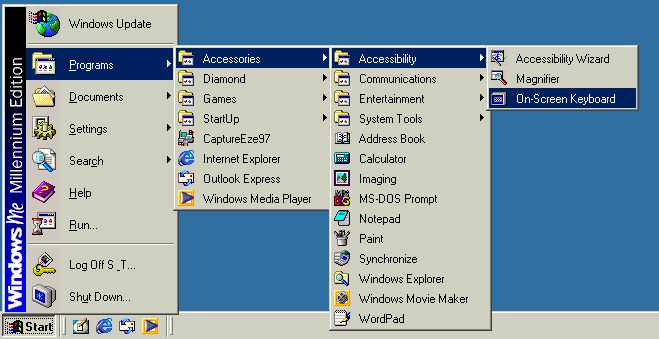 Windows Me Millennium Edition
Windows Update
Programs
Documents
Settings
Search
Help
Run...
Log Off S_T...
Shut Down...
Start
Accessories
Diamond
Games
StartUp
CaptureEze97
Internet Explorer
Outlook Express
Windows Media Player
Accessibility
Communications
Entertainment
System Tools
Address Book
Calculator
Imaging
MS-DOS Prompt
Notepad
Paint
Synchronize
Windows Explorer
Windows Movie Maker
WordPad
Accessibility Wizard
Magnifier
On-Screen Keyboard